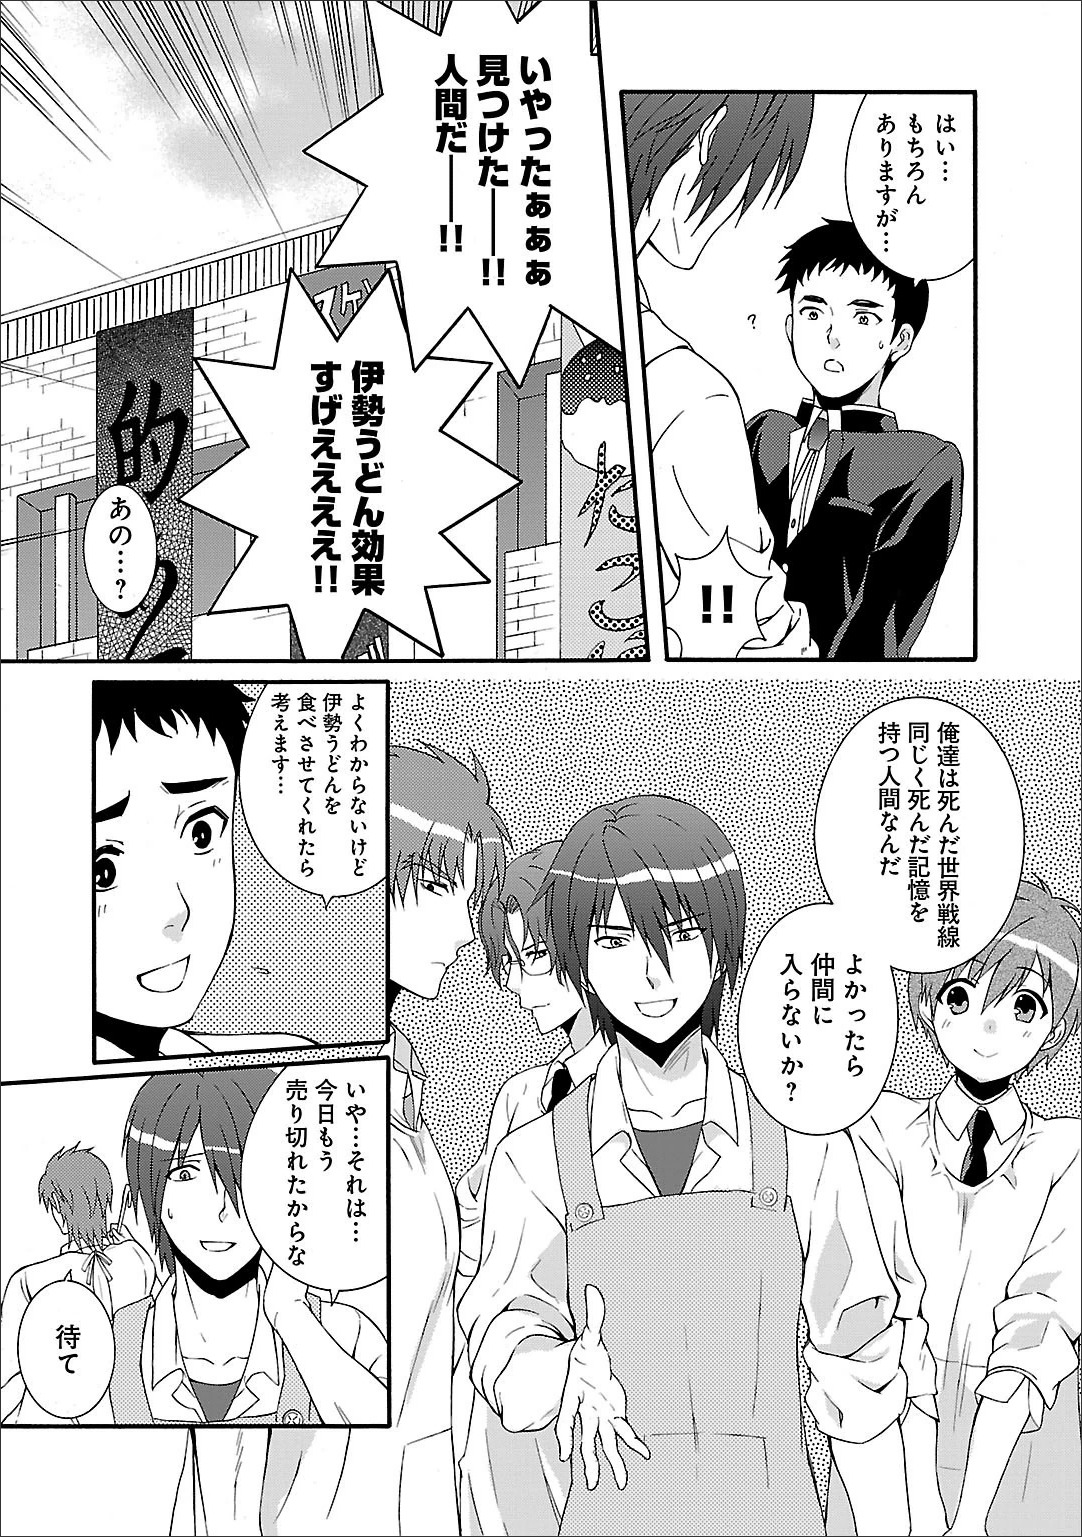 はい…
もちろん
ありますが…
?
!!
いやったぁぁぁ
見つけた――!!
人間だ――!!
伊勢うどん効果
すげえええええ!!
的
あの…?
俺達は死んだ世界戦線
同じく死んだ記憶を
持つ人間なんだ
よかったら
仲間に
入らないか?
よくわからないけど
伊勢うどんを
食べさせてくれたら
考えます…
いや…それは…
今日もう
売り切れたからな
待て